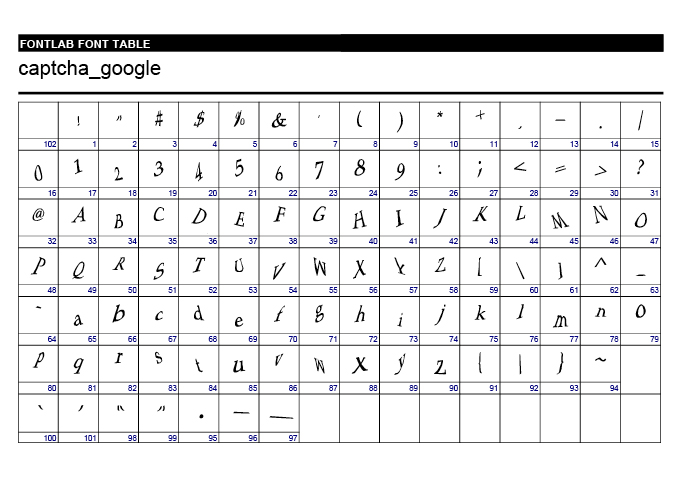 FONTLAB FONT TABLE
captcha_google
! " # $ % & ' ( ) * + , – . /
102 1 2 3 4 5 6 7 8 9 10 11 12 13 14 15
0 1 2 3 4 5 6 7 8 9 : ; < = > ?
16 17 18 19 20 21 22 23 24 25 26 27 28 29 30 31
@ A B C D E F G H I J K L M N O
32 33 34 35 36 37 38 39 40 41 42 43 44 45 46 47
P Q R S T U V W X Y Z [ \ ] ^ _
48 49 50 51 52 53 54 55 56 57 58 59 60 61 62 63
` a b c d e f g h i j k l m n o
64 65 66 67 68 69 70 71 72 73 74 75 76 77 78 79
p q r s t u v w x y z { | } ~
80 81 82 83 84 85 86 87 88 89 90 91 92 93 94
‘ ’ “ ” • – —
100 101 98 99 95 96 97